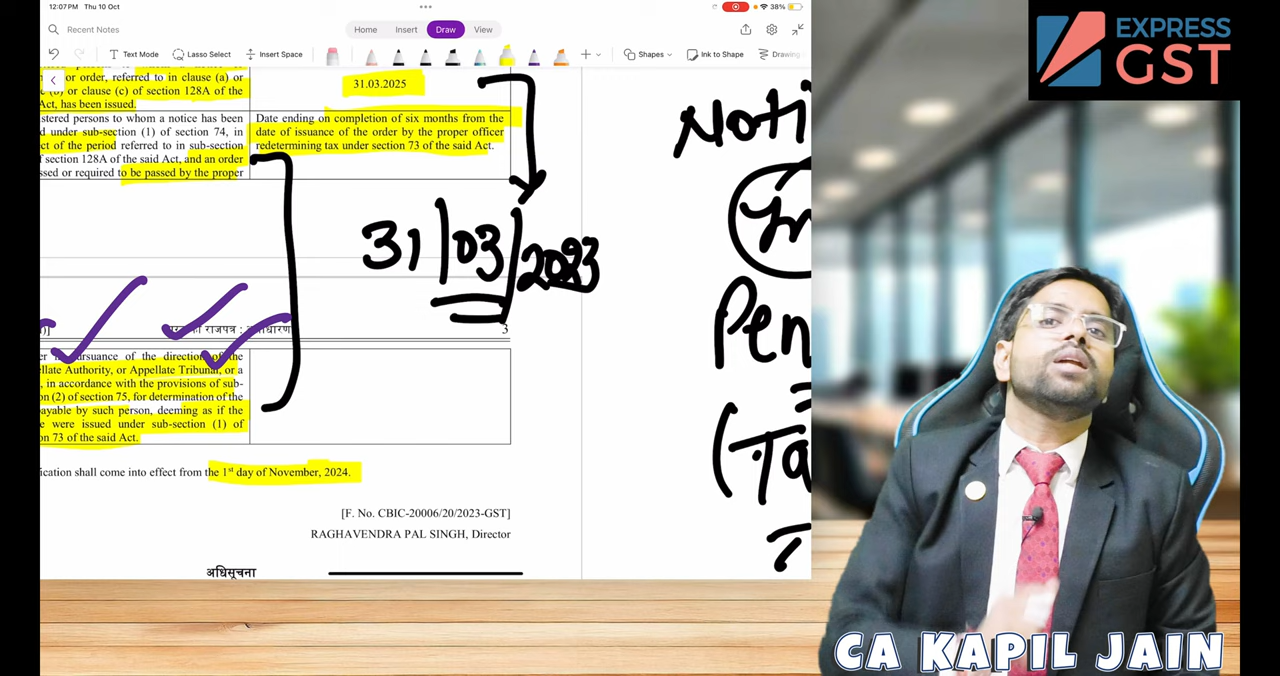 12:07PM Thu 10 Oct
38%
Recent Notes
Home Insert Draw View
Text Mode Lasso Select Insert Space Shapes Ink to Shape Drawing
or order, referred to in clause (a) or
(b) or clause (c) of section 128A of the
Act, has been issued.
31.03.2025
stered persons to whom a notice has been
d under sub-section (1) of section 74, in
ect of the period referred to in sub-section
f section 128A of the said Act, and an order
ssed or required to be passed by the proper
Date ending on completion of six months from the
date of issuance of the order by the proper officer
redetermining tax under section 73 of the said Act.
31|03|2023
Noti
Pen
(Ta
3
ursuance of the direction of the
ellate Authority, or Appellate Tribunal, or a
, in accordance with the provisions of sub-
on (2) of section 75, for determination of the
payable by such person, deeming as if the
e were issued under sub-section (1) of
on 73 of the said Act.
ication shall come into effect from the 1st day of November, 2024.
[F. No. CBIC-20006/20/2023-GST]
RAGHAVENDRA PAL SINGH, Director
अधिसूचना
EXPRESS
GST
CA KAPIL JAIN